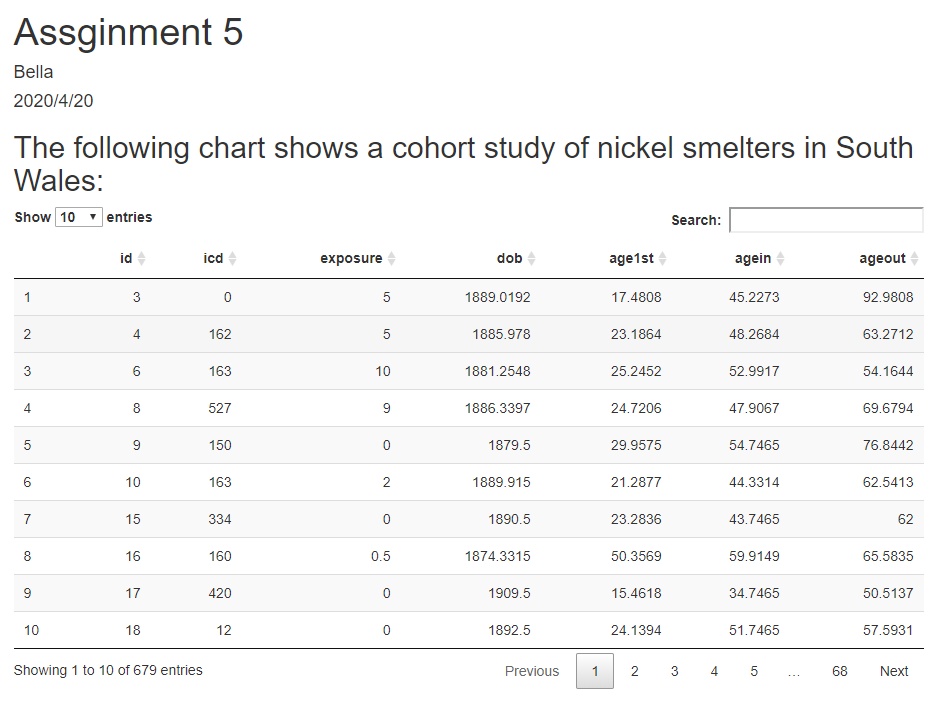 Assginment 5
Bella
2020/4/20
The following chart shows a cohort study of nickel smelters in South
Wales:
Show 10 entries
Search:
id icd exposure dob age1st agein ageout
1 3 0 5 1889.0192 17.4808 45.2273 92.9808
2 4 162 5 1885.978 23.1864 48.2684 63.2712
3 6 163 10 1881.2548 25.2452 52.9917 54.1644
4 8 527 9 1886.3397 24.7206 47.9067 69.6794
5 9 150 0 1879.5 29.9575 54.7465 76.8442
6 10 163 2 1889.915 21.2877 44.3314 62.5413
7 15 334 0 1890.5 23.2836 43.7465 62
8 16 160 0.5 1874.3315 50.3569 59.9149 65.5835
9 17 420 0 1909.5 15.4618 34.7465 50.5137
10 18 12 0 1892.5 24.1394 51.7465 57.5931
Showing 1 to 10 of 679 entries
Previous 1 2 3 4 5 … 68 Next